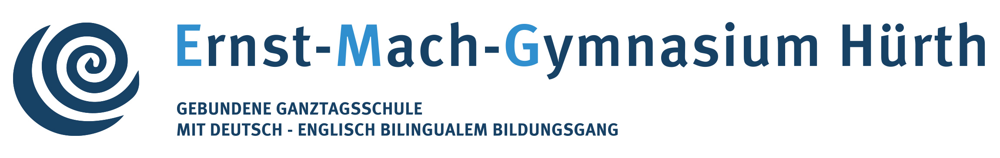 Ernst-Mach-Gymnasium Hürth
GEBUNDENE GANZTAGSSCHULE
MIT DEUTSCH - ENGLISCH BILINGUALEM BILDUNGSGANG